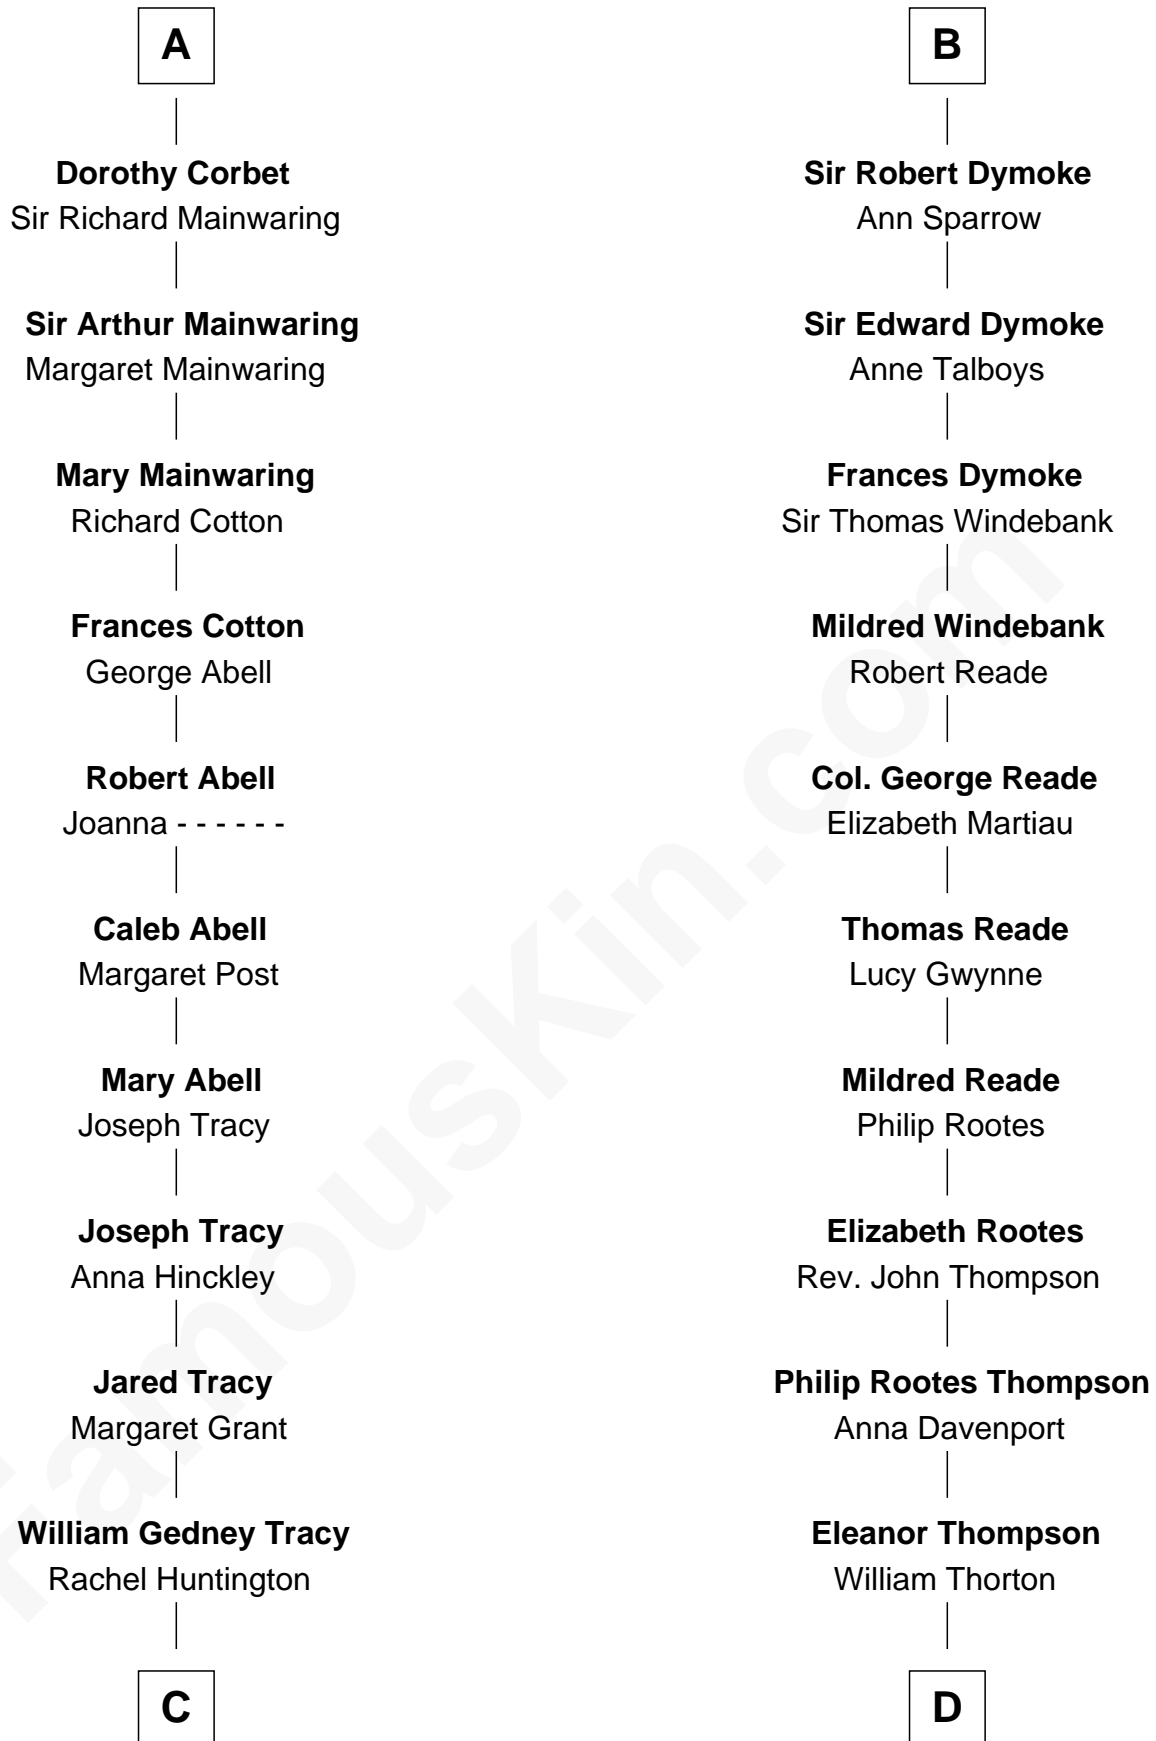 A
Dorothy Corbet
Sir Richard Mainwaring
Sir Arthur Mainwaring
Margaret Mainwaring
Mary Mainwaring
Richard Cotton
Frances Cotton
George Abell
Robert Abell
Joanna - - - - - -
Caleb Abell
Margaret Post
Mary Abell
Joseph Tracy
Joseph Tracy
Anna Hinckley
Jared Tracy
Margaret Grant
William Gedney Tracy
Rachel Huntington
C
B
Sir Robert Dymoke
Ann Sparrow
Sir Edward Dymoke
Anne Talboys
Frances Dymoke
Sir Thomas Windebank
Mildred Windebank
Robert Reade
Col. George Reade
Elizabeth Martiau
Thomas Reade
Lucy Gwynne
Mildred Reade
Philip Rootes
Elizabeth Rootes
Rev. John Thompson
Philip Rootes Thompson
Anna Davenport
Eleanor Thompson
William Thorton
D
FamousKin.com